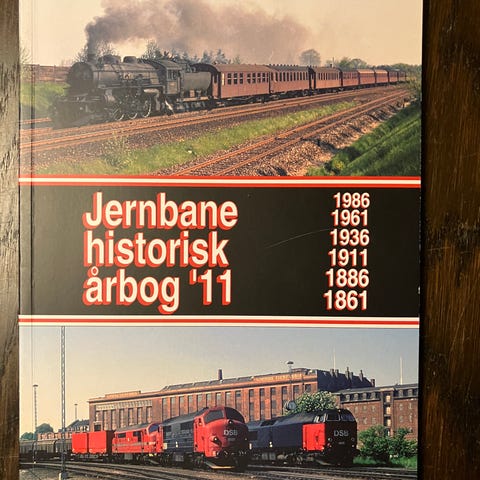 Jernbane
historisk
årbog '11
1986
1961
1936
1911
1886
1861
DSB
DSB